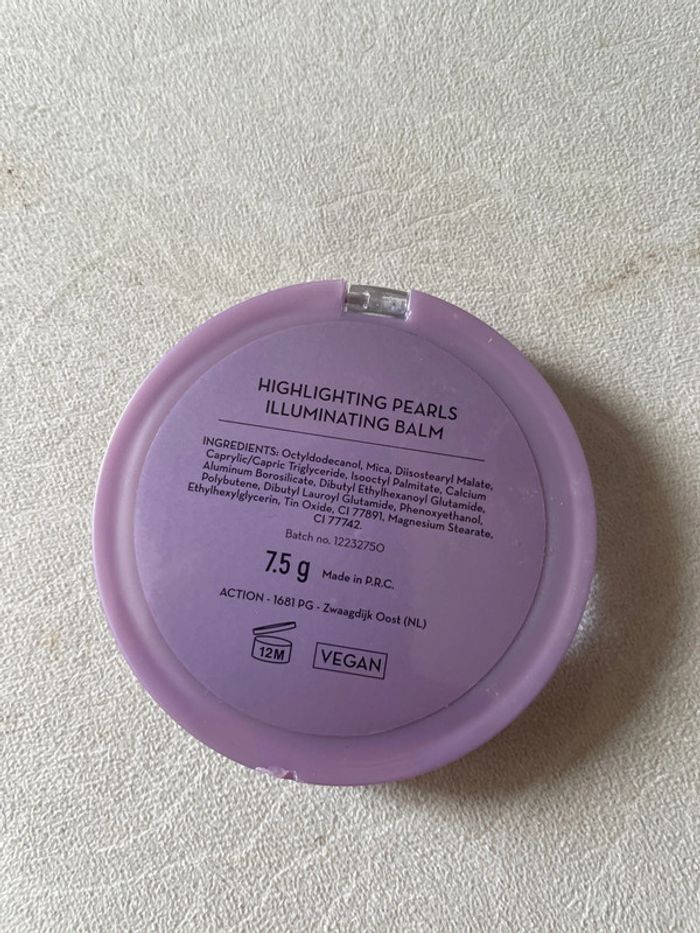 HIGHLIGHTING PEARLS
ILLUMINATING BALM
INGREDIENTS: Octyldodecanol, Mica, Diisostearyl Malate,
Caprylic/Capric Triglyceride, Isooctyl Palmitate, Calcium
Aluminum Borosilicate, Dibutyl Ethylhexanoyl Glutamide,
Polybutene, Dibutyl Lauroyl Glutamide, Phenoxyethanol,
Ethylhexylglycerin, Tin Oxide, CI 77891, Magnesium Stearate,
CI 77742.
Batch no. 12232750
7.5 g Made in P.R.C.
ACTION - 1681 PG - Zwaagdijk Oost (NL)
12M VEGAN